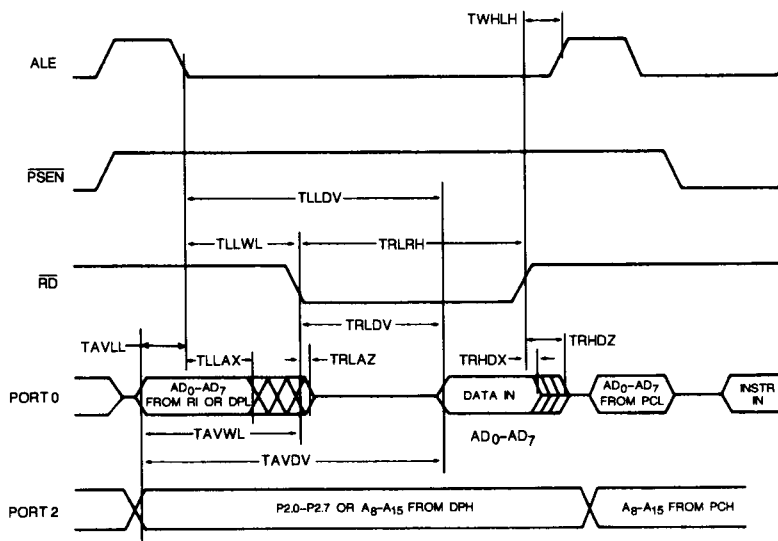 TWHLH
ALE
PSEN
TLLDV
TLLWL
TRLRH
RD
TRLDV
TAVLL
TLLAX
TRLAZ
TRHDX
TRHDZ
PORT 0
AD0-AD7
FROM RI OR DPL
DATA IN
AD0-AD7
FROM PCL
INSTR
IN
TAVWL
AD0-AD7
TAVDV
PORT 2
P2.0-P2.7 OR A8-A15 FROM DPH
A8-A15 FROM PCH